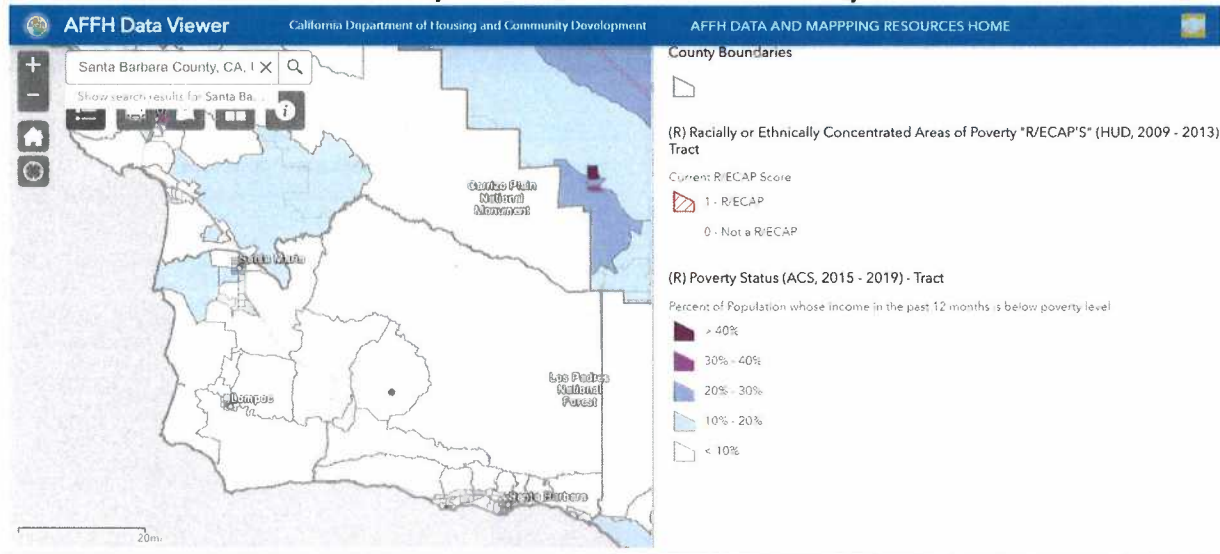 AFFH Data Viewer
California Department of Housing and Community Development
AFFH DATA AND MAPPPING RESOURCES HOME
+
Santa Barbara County, CA, U X
Show search results for Santa Ba...
−
i
Carrizo Plain
National
Monument
Santa Maria
Los Padres
National
Forest
Lompoc
Santa Barbara
20mi
County Boundaries
(R) Racially or Ethnically Concentrated Areas of Poverty "R/ECAP'S" (HUD, 2009 - 2013)
Tract
Current R/ECAP Score
1 - R/ECAP
0 - Not a R/ECAP
(R) Poverty Status (ACS, 2015 - 2019) - Tract
Percent of Population whose income in the past 12 months is below poverty level
> 40%
30% - 40%
20% - 30%
10% - 20%
< 10%